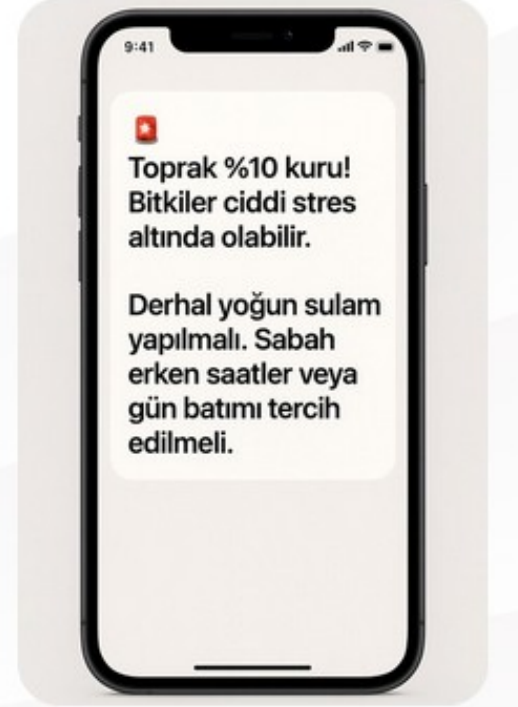 9:41
Toprak %10 kuru!
Bitkiler ciddi stres
altında olabilir.
Derhal yoğun sulam
yapılmalı. Sabah
erken saatler veya
gün batımı tercih
edilmeli.